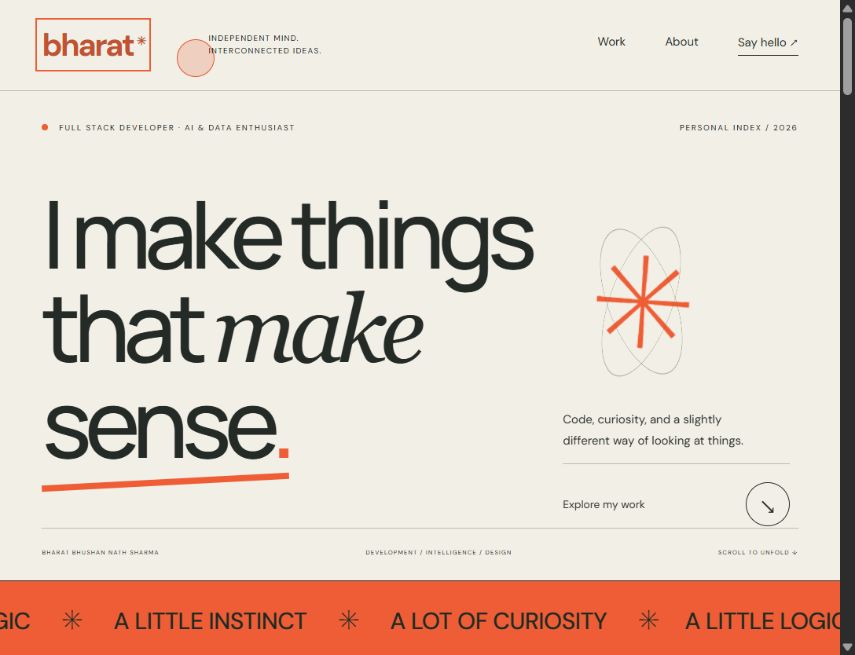 bharat*
INDEPENDENT MIND.
INTERCONNECTED IDEAS.
Work
About
Say hello ↗
FULL STACK DEVELOPER · AI & DATA ENTHUSIAST
PERSONAL INDEX / 2026
I make things
that make
sense.
Code, curiosity, and a slightly
different way of looking at things.
Explore my work ↘
BHARAT BHUSHAN NATH SHARMA
DEVELOPMENT / INTELLIGENCE / DESIGN
SCROLL TO UNFOLD ↓
GIC ✳ A LITTLE INSTINCT ✳ A LOT OF CURIOSITY ✳ A LITTLE LOGIC